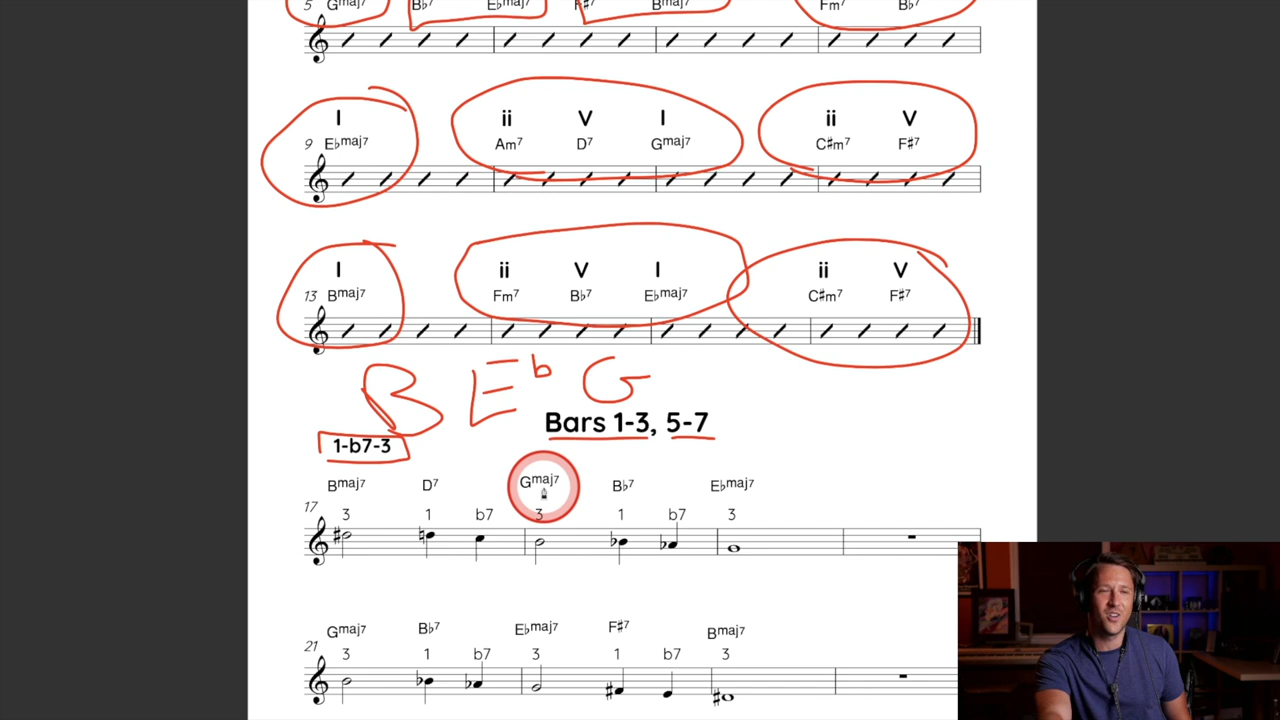 5 Gmaj7 Bb7 Ebmaj7 F#7 Bmaj7 Fm7 Bb7
I ii V I ii V
9 E♭maj7 Am7 D7 Gmaj7 C♯m7 F♯7
I ii V I ii V
13 Bmaj7 Fm7 B♭7 E♭maj7 C♯m7 F♯7
B E♭ G
Bars 1-3, 5-7
1-b7-3
Bmaj7 D7 Gmaj7 B♭7 E♭maj7
17 3 1 b7 3 1 b7 3
Gmaj7 B♭7 E♭maj7 F♯7 Bmaj7
21 3 1 b7 3 1 b7 3